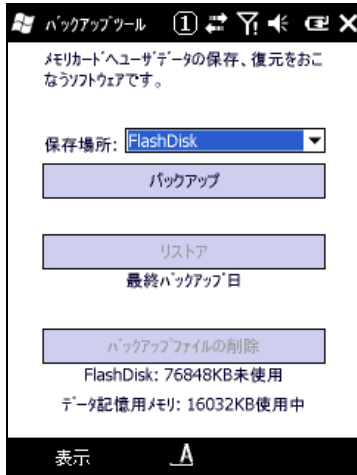 ﾊﾞｯｸｱｯﾌﾟﾂｰﾙ 1
ﾒﾓﾘｶｰﾄﾞへﾕｰｻﾞﾃﾞｰﾀの保存、復元をおこ
なうｿﾌﾄｳｪｱです。
保存場所: FlashDisk
バックアップ
リストア
最終ﾊﾞｯｸｱｯﾌﾟ日
ﾊﾞｯｸｱｯﾌﾟﾌｧｲﾙの削除
FlashDisk: 76848KB未使用
ﾃﾞｰﾀ記憶用ﾒﾓﾘ: 16032KB使用中
表示 A